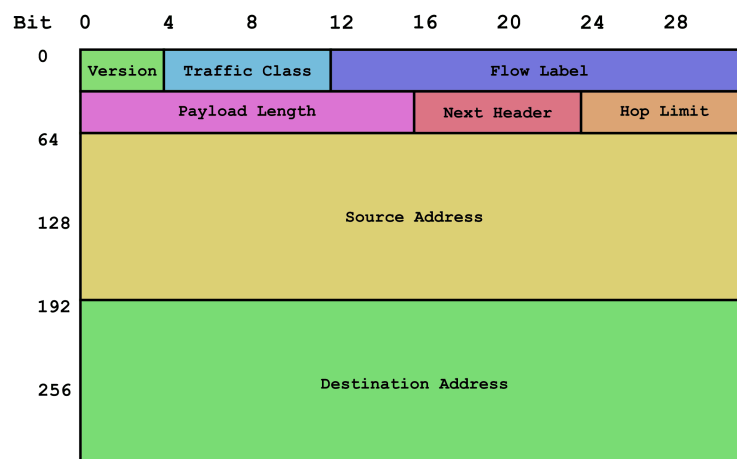 Bit 0 4 8 12 16 20 24 28
0 Version Traffic Class Flow Label
Payload Length Next Header Hop Limit
64
Source Address
128
192
Destination Address
256